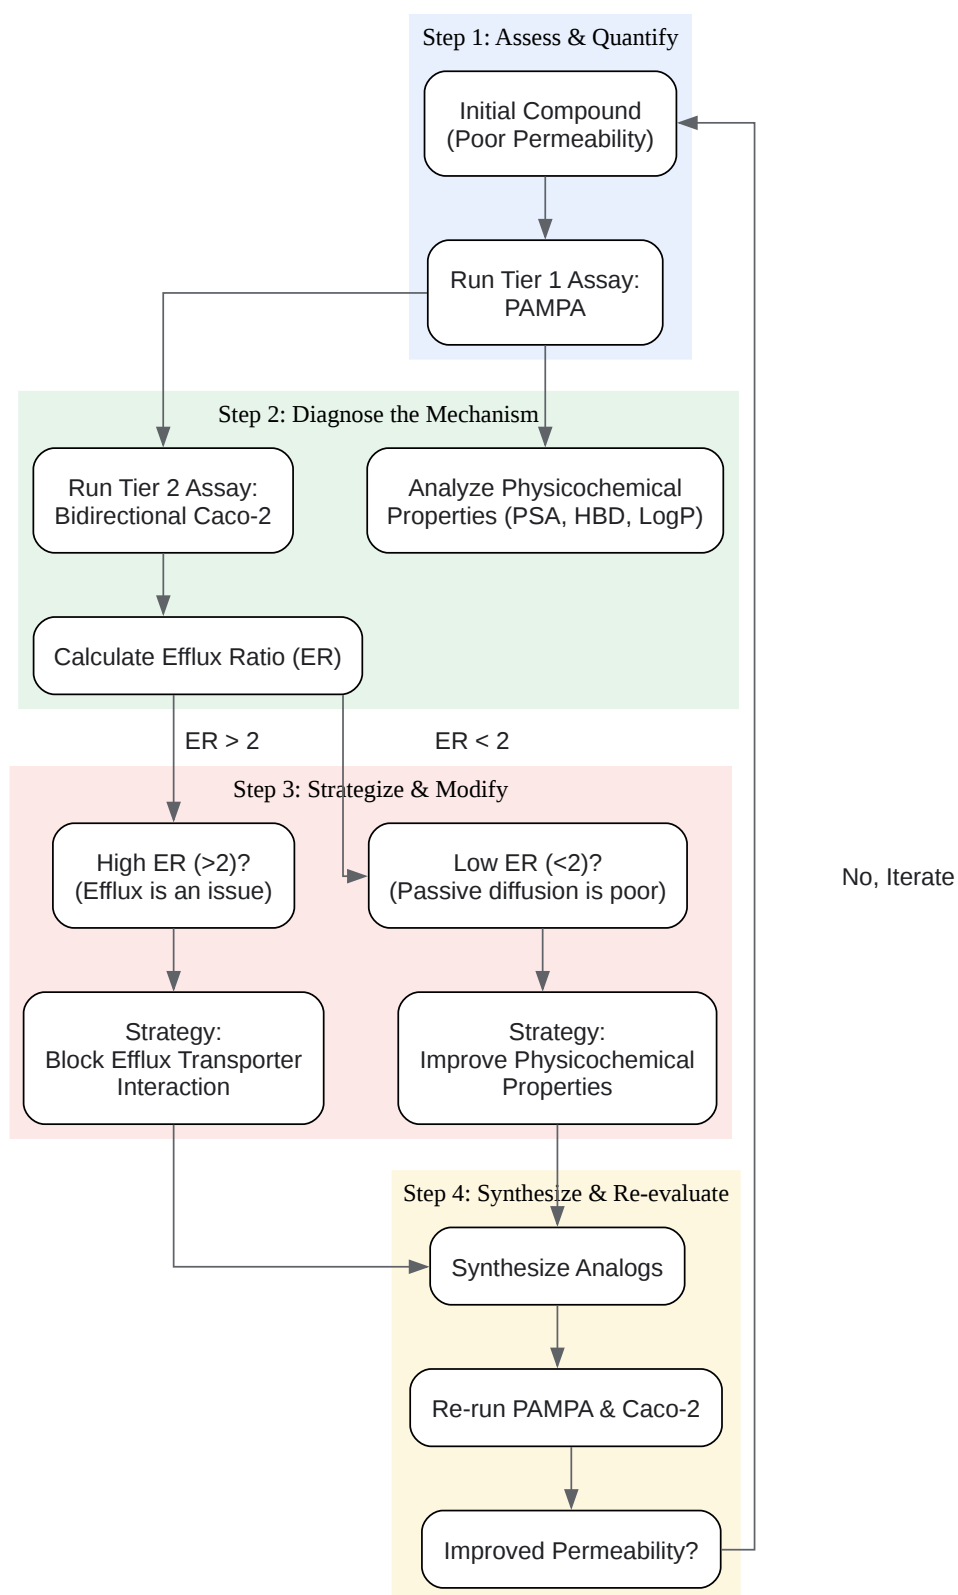 Step 1: Assess & Quantify
Initial Compound
(Poor Permeability)
Run Tier 1 Assay:
PAMPA
Step 2: Diagnose the Mechanism
Run Tier 2 Assay:
Bidirectional Caco-2
Analyze Physicochemical
Properties (PSA, HBD, LogP)
Calculate Efflux Ratio (ER)
ER > 2
ER < 2
Step 3: Strategize & Modify
High ER (>2)?
(Efflux is an issue)
Low ER (<2)?
(Passive diffusion is poor)
No, Iterate
Strategy:
Block Efflux Transporter
Interaction
Strategy:
Improve Physicochemical
Properties
Step 4: Synthesize & Re-evaluate
Synthesize Analogs
Re-run PAMPA & Caco-2
Improved Permeability?